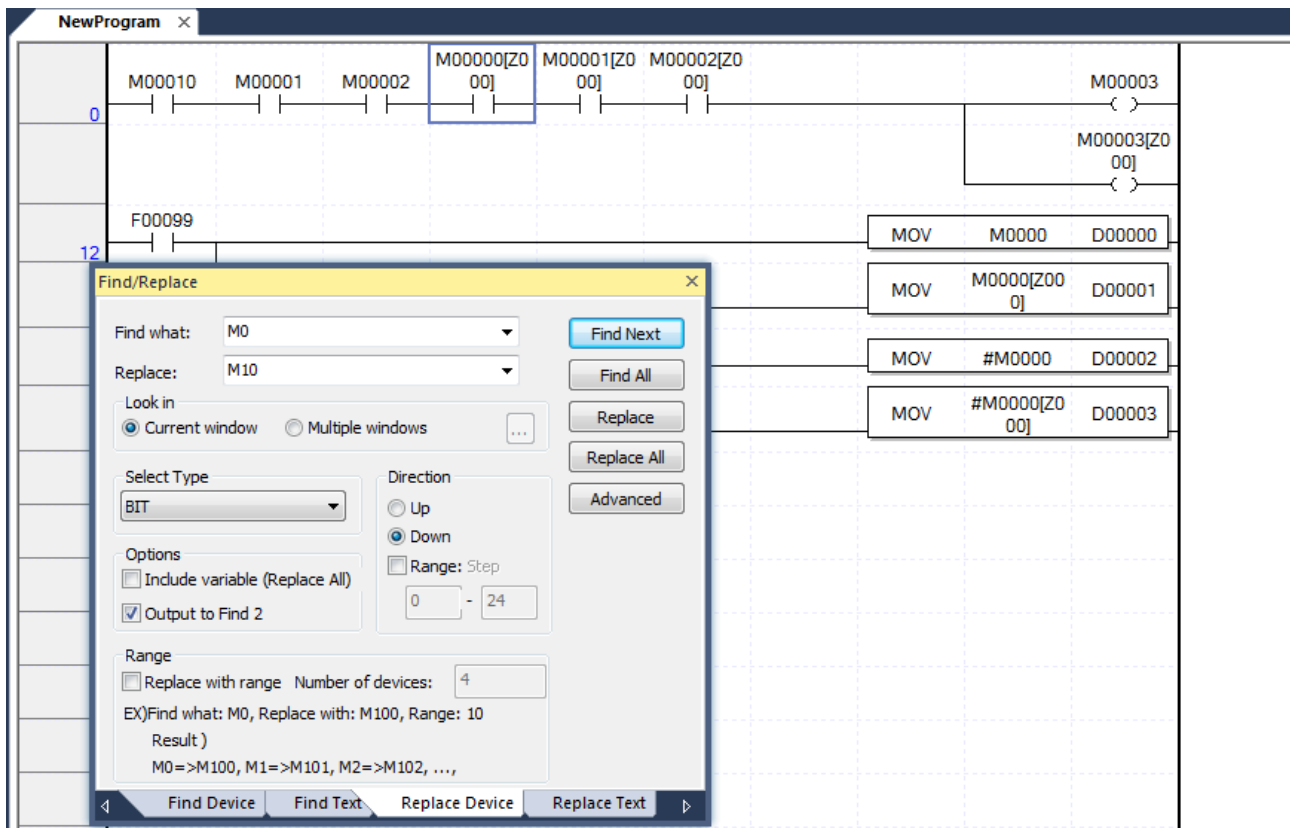 NewProgram ×
M00010 M00001 M00002 M00000[Z0 M00001[Z0 M00002[Z0 M00003
00] 00] 00]
0
M00003[Z0
00]
F00099
12
MOV M0000 D00000
MOV M0000[Z00 D00001
0]
MOV #M0000 D00002
MOV #M0000[Z0 D00003
00]
Find/Replace ×
Find what: M0 Find Next
Replace: M10 Find All
Look in
Current window Multiple windows ... Replace
Replace All
Select Type Direction
BIT Up Advanced
Down
Options Range: Step
Include variable (Replace All)
0 - 24
Output to Find 2
Range
Replace with range Number of devices: 4
EX)Find what: M0, Replace with: M100, Range: 10
Result )
M0=>M100, M1=>M101, M2=>M102, ...,
Find Device Find Text Replace Device Replace Text